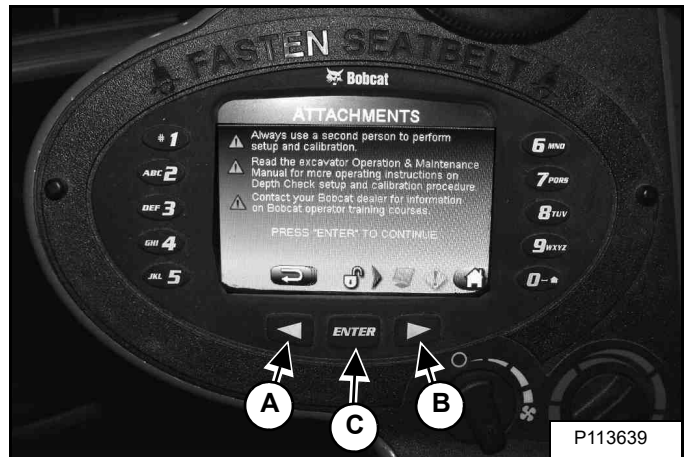 FASTEN SEATBELT
Bobcat
ATTACHMENTS
Always use a second person to perform
setup and calibration.
Read the excavator Operation & Maintenance
Manual for more operating instructions on
Depth Check setup and calibration procedure.
Contact your Bobcat dealer for information
on Bobcat operator training courses.
PRESS "ENTER" TO CONTINUE
# 1
ABC 2
DEF 3
GHI 4
JKL 5
6 MNO
7 PQRS
8 TUV
9 WXYZ
0-
ENTER
A
C
B
P113639